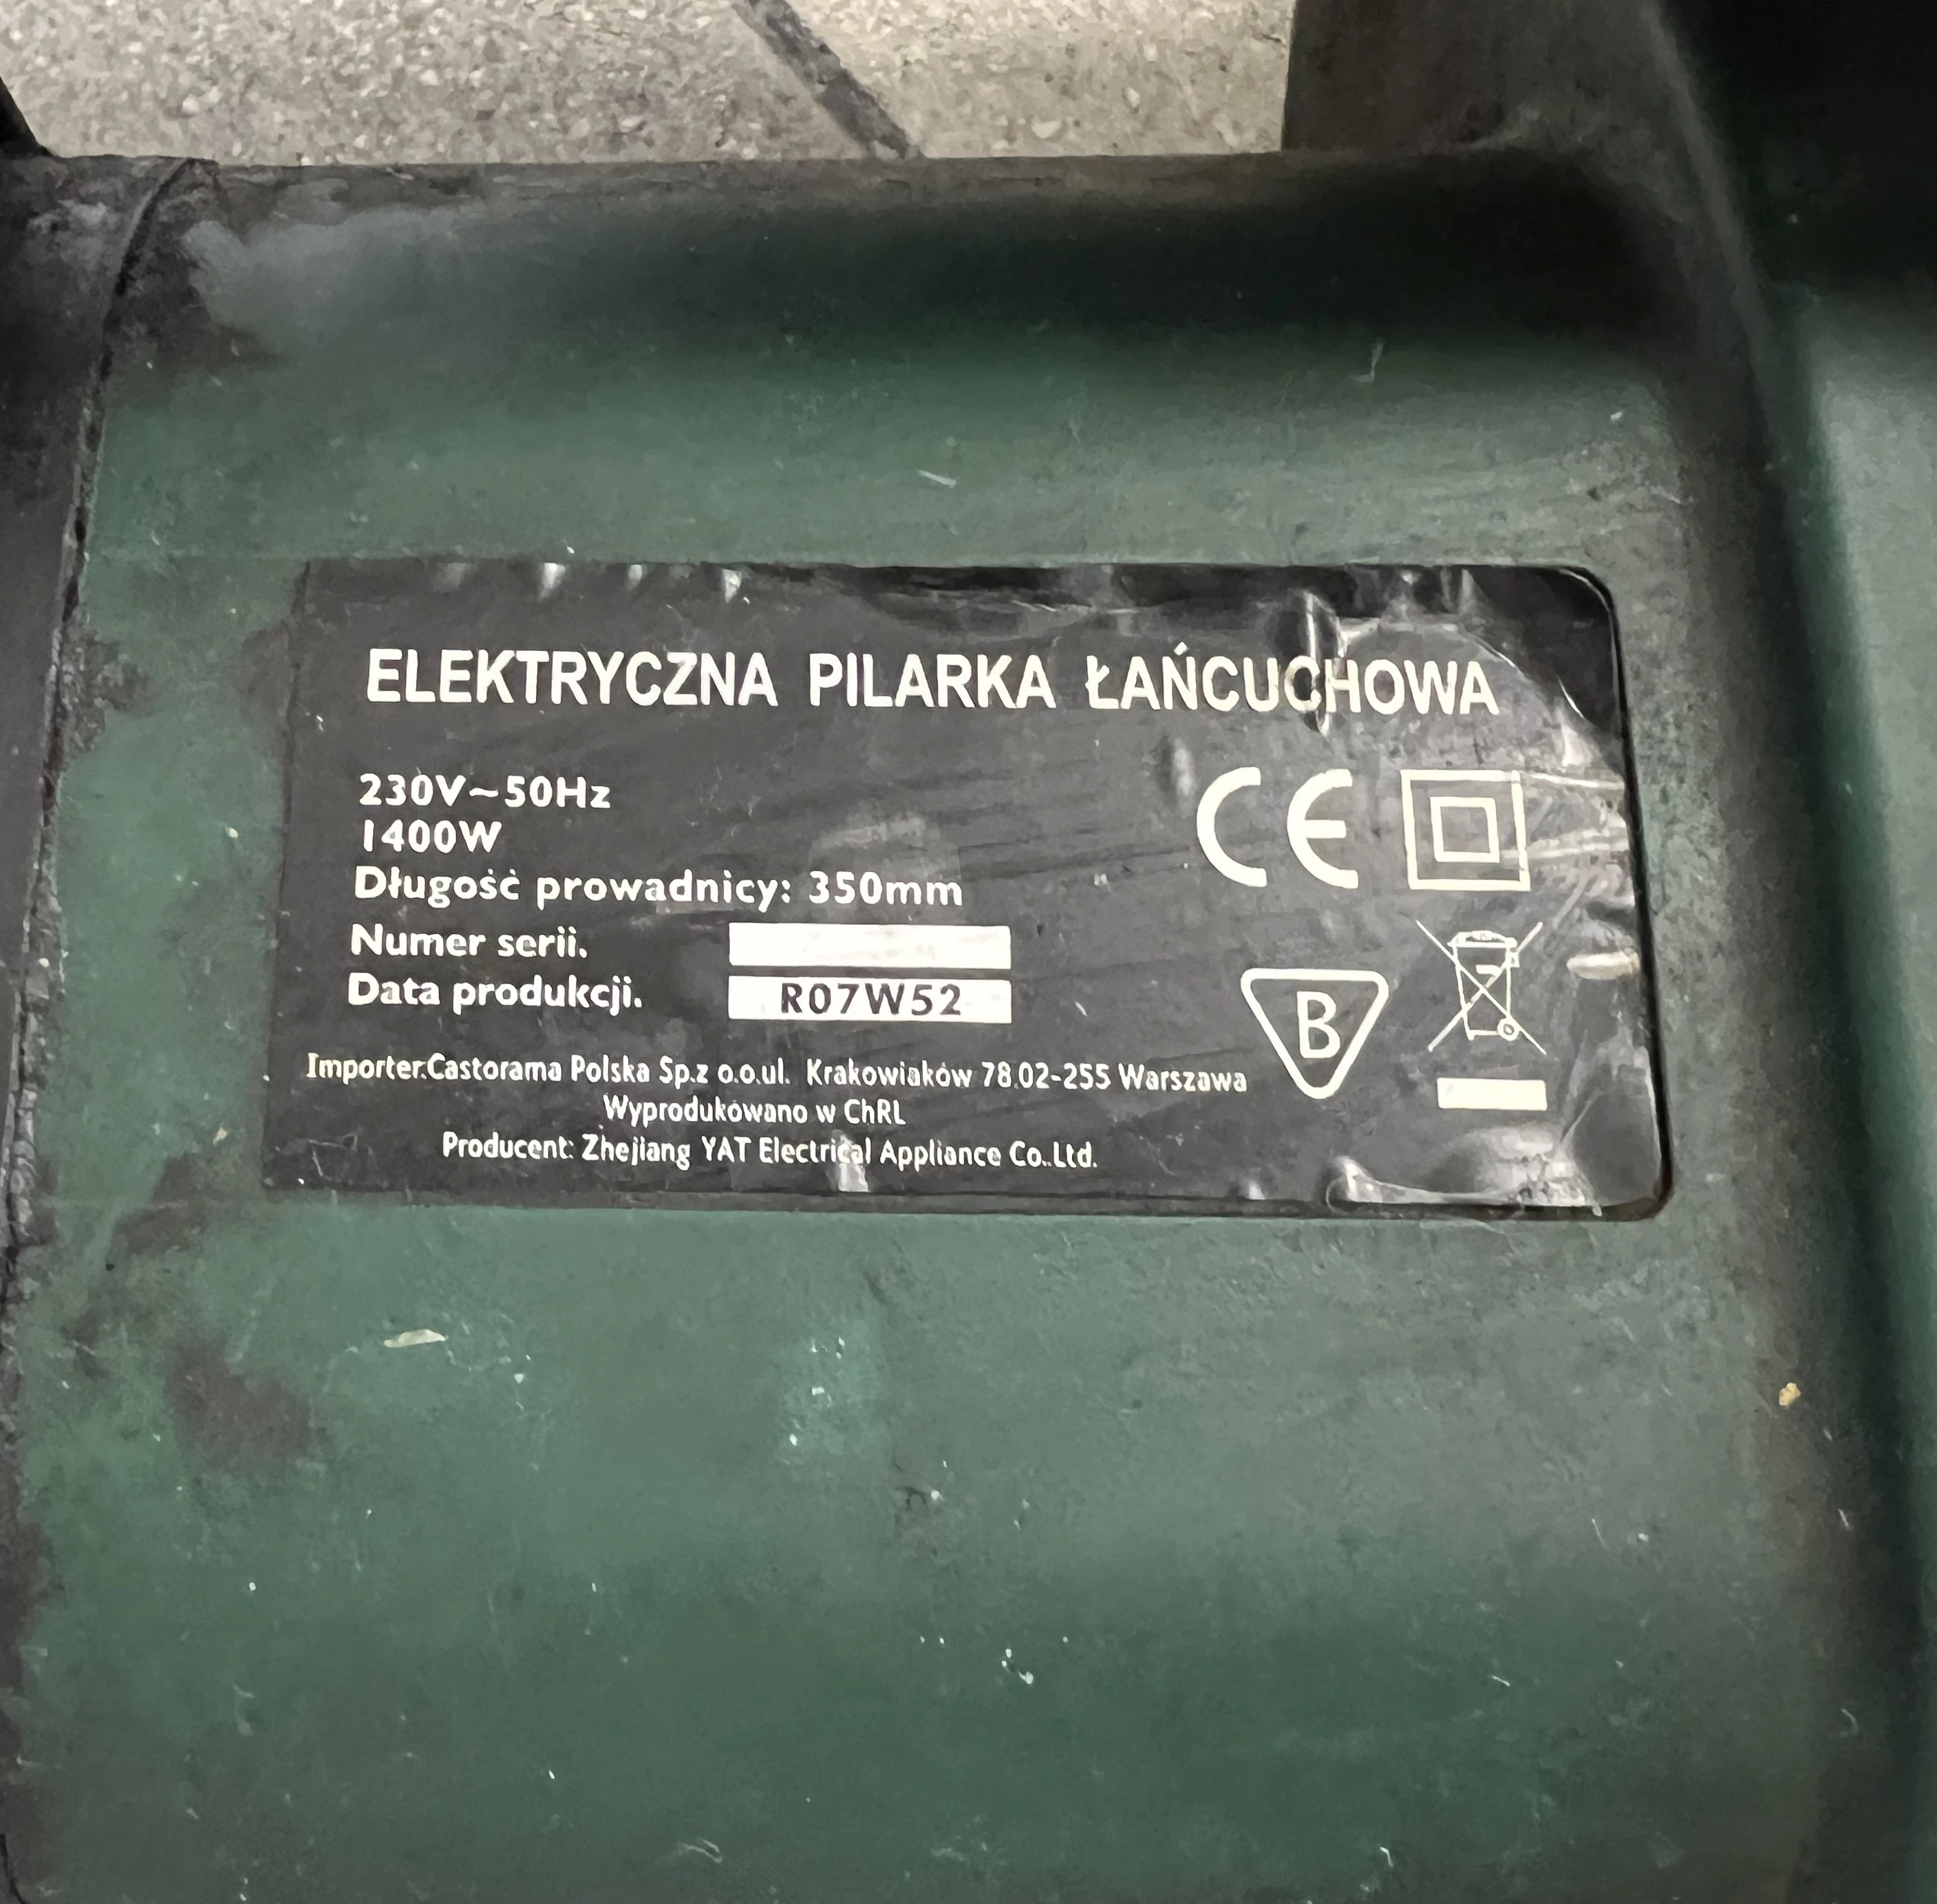 ELEKTRYCZNA PILARKA ŁAŃCUCHOWA
230V~50Hz
1400W
Długość prowadnicy: 350mm
Numer serii.
Data produkcji. R07W52
CE
B
Importer.Castorama Polska Sp.z o.o.ul. Krakowiaków 78.02-255 Warszawa
Wyprodukowano w ChRL
Producent: Zhejiang YAT Electrical Appliance Co..Ltd.